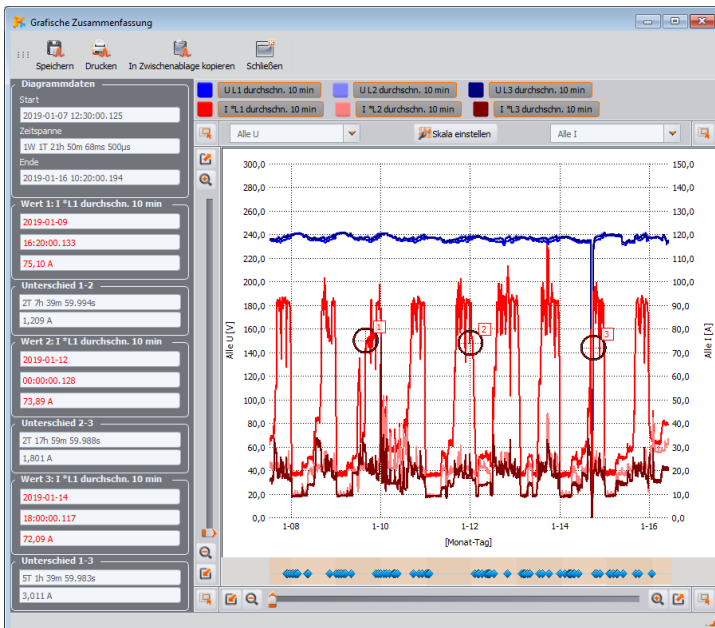 Grafische Zusammenfassung
Speichern Drucken In Zwischenablage kopieren Schließen
Diagrammdaten
Start
2019-01-07 12:30:00.125
Zeitspanne
1W 1T 21h 50m 68ms 500µs
Ende
2019-01-16 10:20:00.194
Wert 1: I *L1 durchschn. 10 min
2019-01-09
16:20:00.133
75,10 A
Unterschied 1-2
2T 7h 39m 59.994s
1,209 A
Wert 2: I *L1 durchschn. 10 min
2019-01-12
00:00:00.128
73,89 A
Unterschied 2-3
2T 17h 59m 59.988s
1,801 A
Wert 3: I *L1 durchschn. 10 min
2019-01-14
18:00:00.117
72,09 A
Unterschied 1-3
5T 1h 39m 59.983s
3,011 A
U L1 durchschn. 10 min U L2 durchschn. 10 min U L3 durchschn. 10 min
I *L1 durchschn. 10 min I *L2 durchschn. 10 min I *L3 durchschn. 10 min
Alle U Skala einstellen Alle I
300,0 150,0
280,0 140,0
260,0 130,0
240,0 120,0
220,0 110,0
200,0 100,0
180,0 90,0
160,0 80,0
140,0 70,0
120,0 60,0
100,0 50,0
80,0 40,0
60,0 30,0
40,0 20,0
20,0 10,0
0,0 0,0
Alle U [V]
Alle I [A]
1
2
3
1-08 1-10 1-12 1-14 1-16
[Monat-Tag]